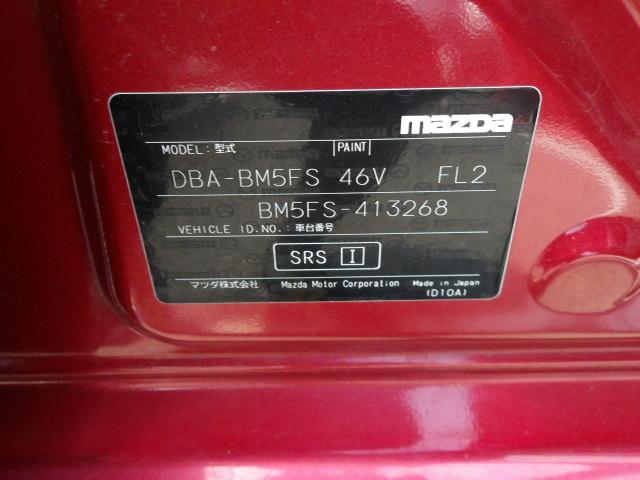 mazda
MODEL: 型式 PAINT
DBA-BM5FS 46V FL2
BM5FS-413268
VEHICLE ID.NO.: 車台番号
SRS I
マツダ株式会社 Mazda Motor Corporation Made in Japan
(D10A)